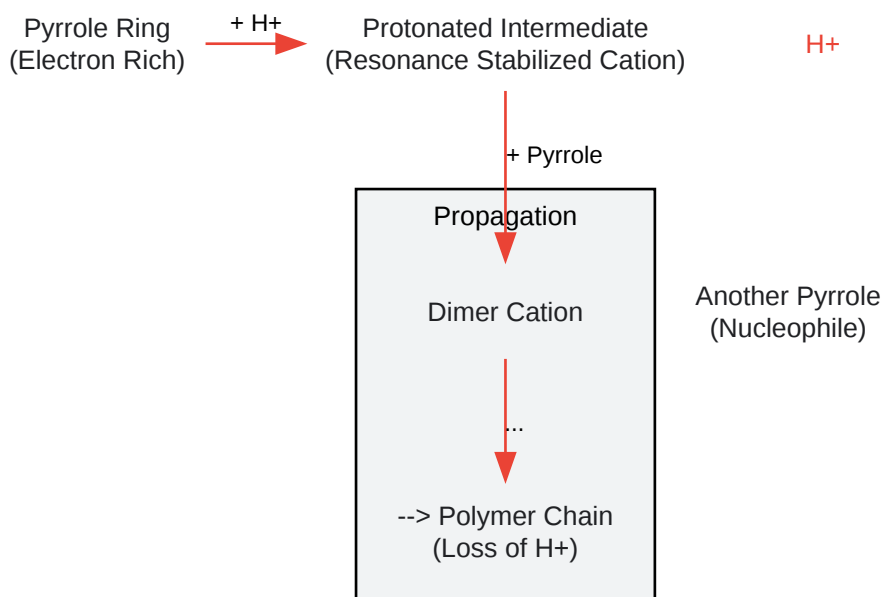 Pyrrole Ring
(Electron Rich)
+ H+
Protonated Intermediate
(Resonance Stabilized Cation)
H+
+ Pyrrole
Propagation
Dimer Cation
Another Pyrrole
(Nucleophile)
...
--> Polymer Chain
(Loss of H+)